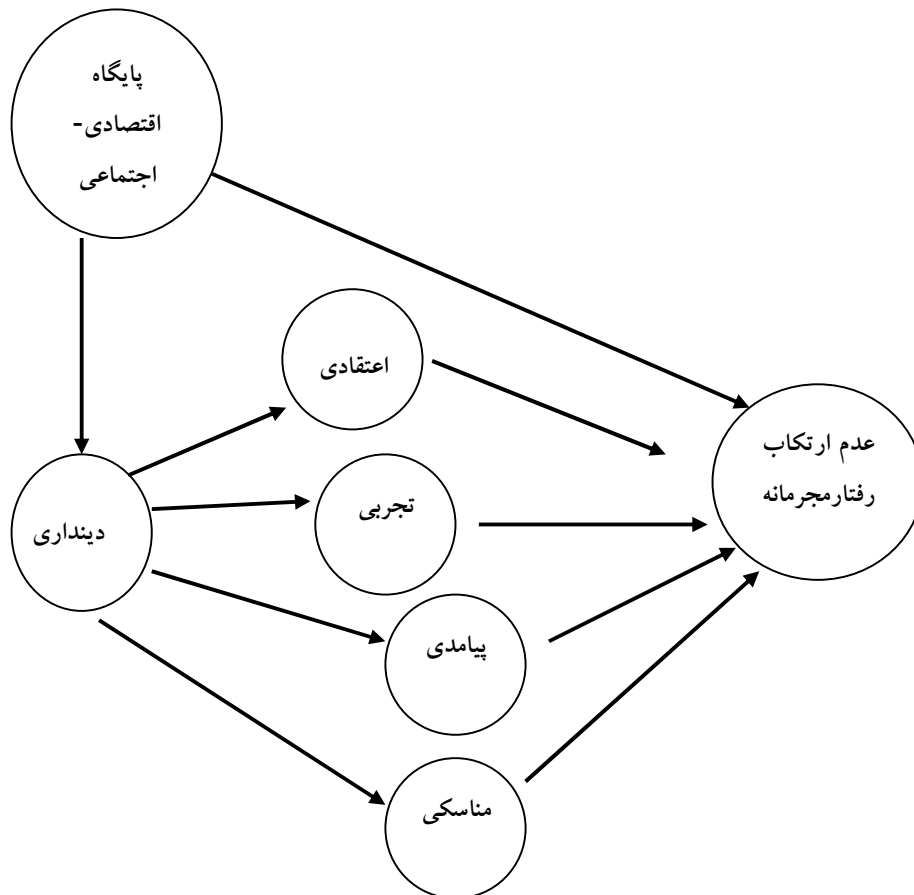 پایگاه
اقتصادی-
اجتماعی
اعتقادی
عدم ارتکاب
رفتارمجرمانه
تجربی
دینداری
پیامدی
مناسکی